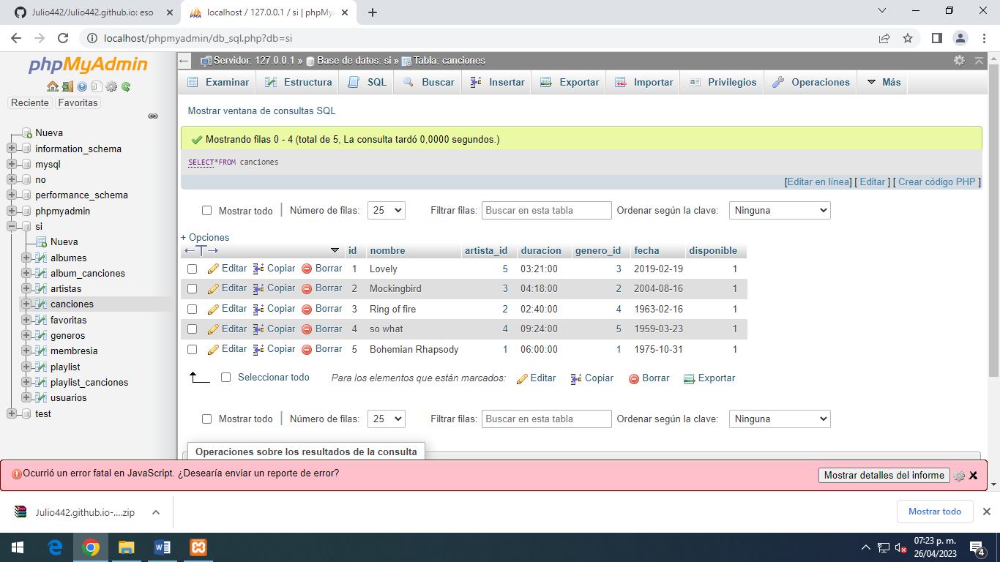 Julio442/Julio442.github.io: eso
localhost / 127.0.0.1 / si | phpMyA
localhost/phpmyadmin/db_sql.php?db=si
phpMyAdmin
Reciente Favoritas
Nueva
information_schema
mysql
no
performance_schema
phpmyadmin
si
Nueva
albumes
album_canciones
artistas
canciones
favoritas
generos
membresia
playlist
playlist_canciones
usuarios
test
Servidor: 127.0.0.1 » Base de datos: si » Tabla: canciones
Examinar Estructura SQL Buscar Insertar Exportar Importar Privilegios Operaciones Más
Mostrar ventana de consultas SQL
Mostrando filas 0 - 4 (total de 5, La consulta tardó 0,0000 segundos.)
SELECT*FROM canciones
[Editar en línea] [ Editar ] [ Crear código PHP ]
Mostrar todo Número de filas: 25 Filtrar filas: Buscar en esta tabla Ordenar según la clave: Ninguna
+ Opciones
←T→ id nombre artista_id duracion genero_id fecha disponible
Editar Copiar Borrar 1 Lovely 5 03:21:00 3 2019-02-19 1
Editar Copiar Borrar 2 Mockingbird 3 04:18:00 2 2004-08-16 1
Editar Copiar Borrar 3 Ring of fire 2 02:40:00 4 1963-02-16 1
Editar Copiar Borrar 4 so what 4 09:24:00 5 1959-03-23 1
Editar Copiar Borrar 5 Bohemian Rhapsody 1 06:00:00 1 1975-10-31 1
Seleccionar todo Para los elementos que están marcados: Editar Copiar Borrar Exportar
Mostrar todo Número de filas: 25 Filtrar filas: Buscar en esta tabla Ordenar según la clave: Ninguna
Operaciones sobre los resultados de la consulta
Ocurrió un error fatal en JavaScript. ¿Desearía enviar un reporte de error? Mostrar detalles del informe
Julio442.github.io-....zip
Mostrar todo
07:23 p. m.
26/04/2023
4